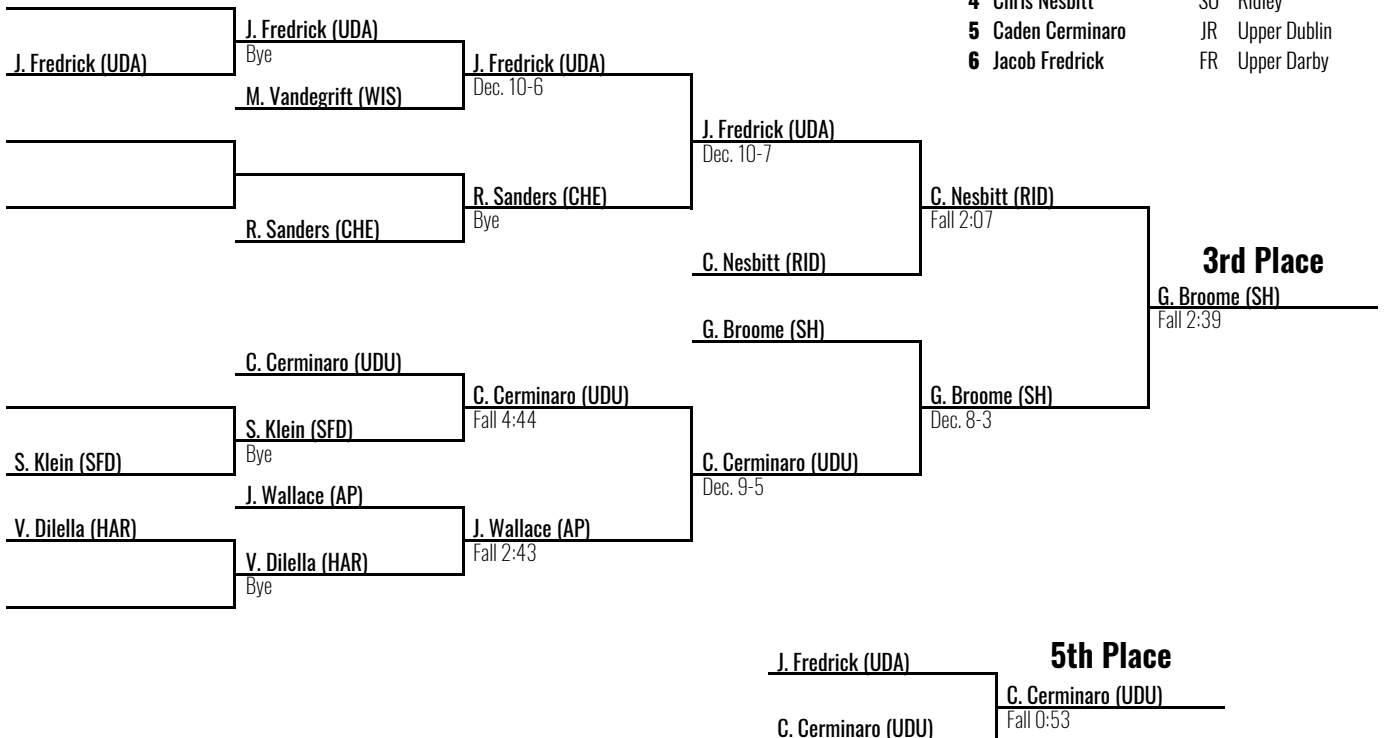 4 Chris Nesbitt SO Ridley
5 Caden Cerminaro JR Upper Dublin
6 Jacob Fredrick FR Upper Darby
J. Fredrick (UDA)
J. Fredrick (UDA)
Bye
M. Vandegrift (WIS)
J. Fredrick (UDA)
Dec. 10-6
R. Sanders (CHE)
R. Sanders (CHE)
Bye
J. Fredrick (UDA)
Dec. 10-7
C. Nesbitt (RID)
C. Nesbitt (RID)
Fall 2:07
3rd Place
G. Broome (SH)
Fall 2:39
G. Broome (SH)
G. Broome (SH)
Dec. 8-3
C. Cerminaro (UDU)
C. Cerminaro (UDU)
Fall 4:44
S. Klein (SFD)
Bye
S. Klein (SFD)
C. Cerminaro (UDU)
Dec. 9-5
J. Wallace (AP)
V. Dilella (HAR)
J. Wallace (AP)
Fall 2:43
V. Dilella (HAR)
Bye
5th Place
J. Fredrick (UDA)
C. Cerminaro (UDU)
Fall 0:53
C. Cerminaro (UDU)